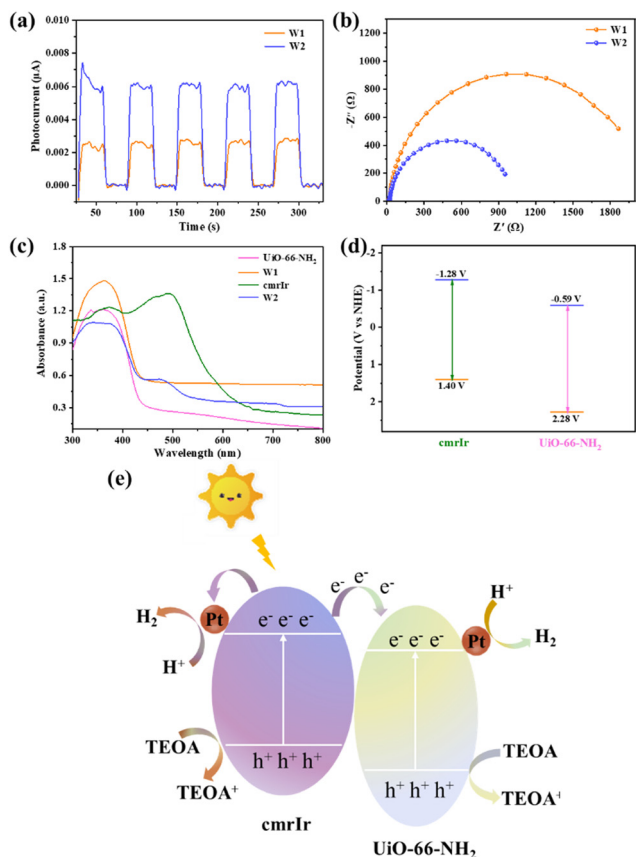 (a)
W1
W2
0.010
0.008
0.006
0.004
0.002
0.000
Photocurrent (μA)
50 100 150 200 250 300
Time (s)
(b)
W1
W2
1200
1000
800
600
400
200
0
-Z'' (Ω)
0 300 600 900 1200 1500 1800
Z' (Ω)
(c)
UiO-66-NH2
W1
cmrIr
W2
1.8
1.5
1.2
0.9
0.6
0.3
Absorbance (a.u.)
300 400 500 600 700 800
Wavelength (nm)
(d)
-1.28 V
-0.59 V
1.40 V
2.28 V
-1
0
1
2
Potential (V vs NHE)
cmrIr
UiO-66-NH2
(e)
e- e- e-
H2
Pt
H+
e- e- e-
e- e- e-
Pt
H+
H2
TEOA
TEOA+
h+ h+ h+
h+ h+ h+
TEOA
TEOA+
cmrIr
UiO-66-NH2